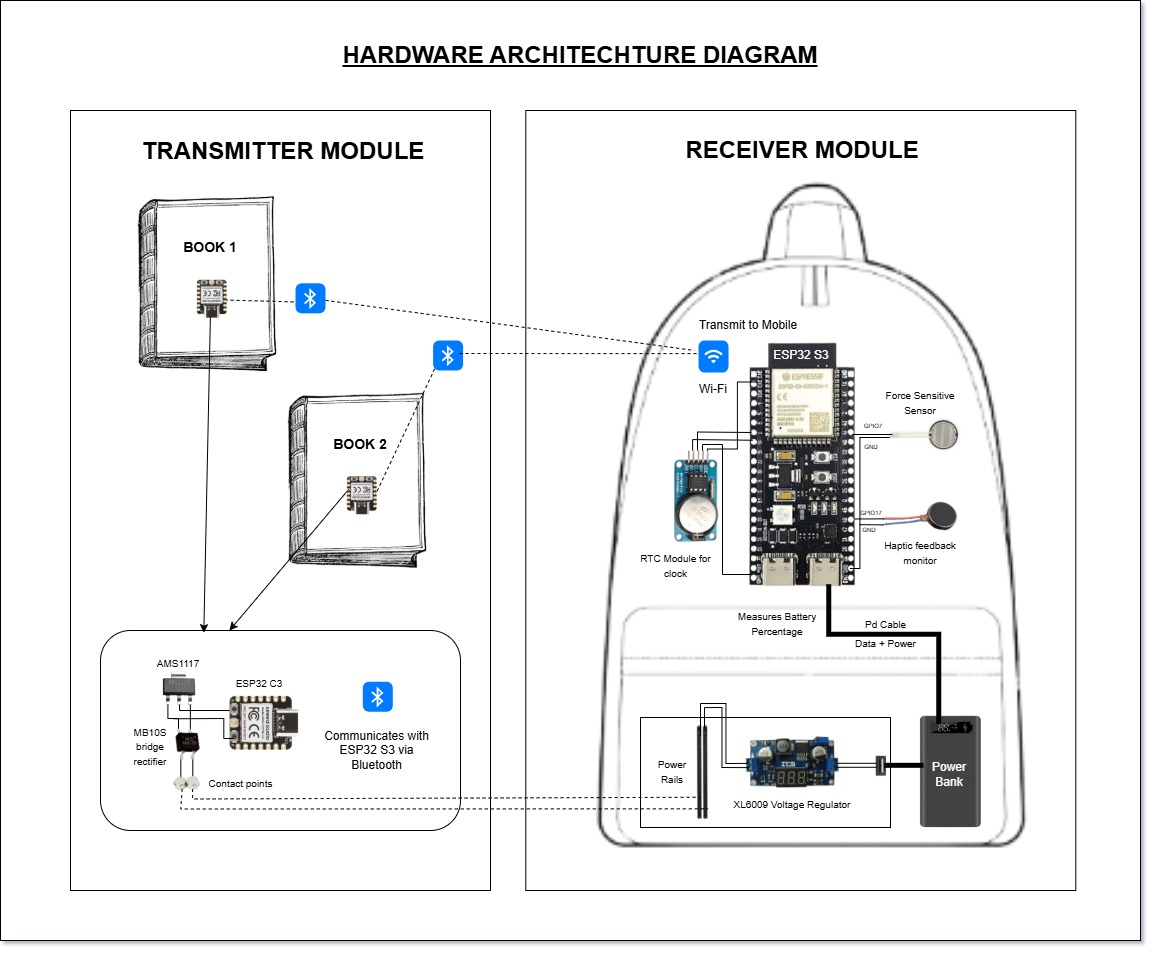 HARDWARE ARCHITECHTURE DIAGRAM
TRANSMITTER MODULE
BOOK 1
BOOK 2
AMS1117
ESP32 C3
MB10S
bridge
rectifier
Contact points
Communicates with
ESP32 S3 via
Bluetooth
RECEIVER MODULE
Transmit to Mobile
Wi-Fi
ESP32 S3
ESPRESSIF
CE
Force Sensitive
Sensor
GPIO7
GND
GPIO17
GND
Haptic feedback
monitor
RTC Module for
clock
Measures Battery
Percentage
Pd Cable
Data + Power
Power
Rails
XL6009 Voltage Regulator
Power
Bank